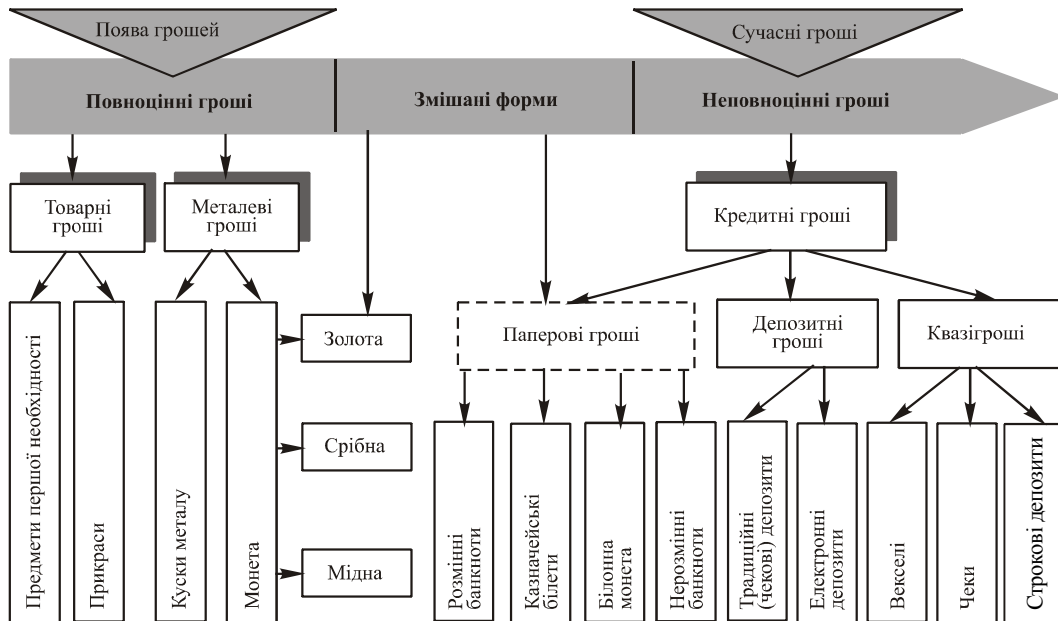 Поява грошей
Сучасні гроші
Повноцінні гроші
Змішані форми
Неповноцінні гроші
Товарні
гроші
Металеві
гроші
Кредитні гроші
Золота
Паперові гроші
Депозитні
гроші
Квазігроші
Срібна
Мідна
Предмети першої необхідності
Прикраси
Куски металу
Монета
Розмінні
банкноти
Казначейські
білети
Білонна
монета
Нерозмінні
банкноти
Традиційні
(чекові) депозити
Електронні
депозити
Векселі
Чеки
Строкові депозити